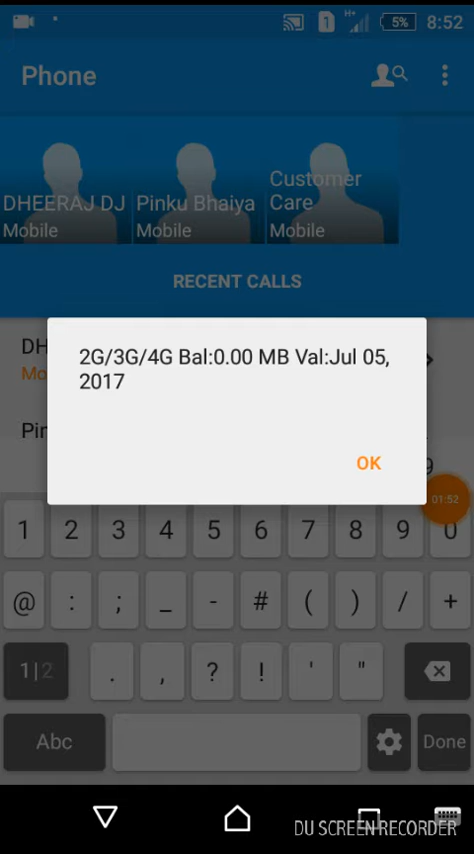 H+ 1 5% 8:52
Phone
DHEERAJ DJ
Mobile
Pinku Bhaiya
Mobile
Customer
Care
Mobile
RECENT CALLS
DH
Mo
Pin
2G/3G/4G Bal:0.00 MB Val:Jul 05,
2017
OK
9
01:52
1 2 3 4 5 6 7 8 9 0
@ : ; _ - # ( ) / +
1|2 . , ? ! ' "
Abc Done
DU SCREEN RECORDER